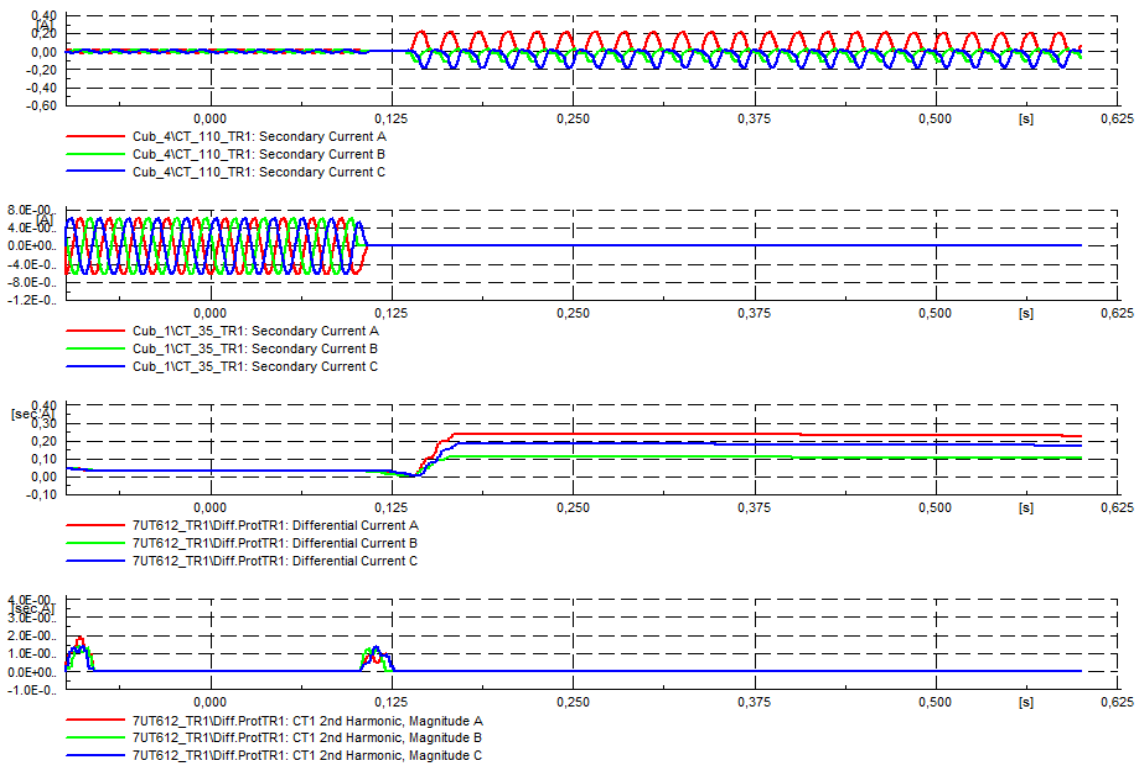 0,40
[A]
0,20
0,00
-0,20
-0,40
-0,60
0,000 0,125 0,250 0,375 0,500 [s] 0,625
Cub_4\CT_110_TR1: Secondary Current A
Cub_4\CT_110_TR1: Secondary Current B
Cub_4\CT_110_TR1: Secondary Current C
8.0E-00..
[A]
4.0E-00..
0.0E+00..
-4.0E-0..
-8.0E-0..
-1.2E-0..
0,000 0,125 0,250 0,375 0,500 [s] 0,625
Cub_1\CT_35_TR1: Secondary Current A
Cub_1\CT_35_TR1: Secondary Current B
Cub_1\CT_35_TR1: Secondary Current C
0,40
[sec.A]
0,30
0,20
0,10
0,00
-0,10
0,000 0,125 0,250 0,375 0,500 [s] 0,625
7UT612_TR1\Diff.ProtTR1: Differential Current A
7UT612_TR1\Diff.ProtTR1: Differential Current B
7UT612_TR1\Diff.ProtTR1: Differential Current C
4.0E-00..
[sec.A]
3.0E-00..
2.0E-00..
1.0E-00..
0.0E+00..
-1.0E-0..
0,000 0,125 0,250 0,375 0,500 [s] 0,625
7UT612_TR1\Diff.ProtTR1: CT1 2nd Harmonic, Magnitude A
7UT612_TR1\Diff.ProtTR1: CT1 2nd Harmonic, Magnitude B
7UT612_TR1\Diff.ProtTR1: CT1 2nd Harmonic, Magnitude C